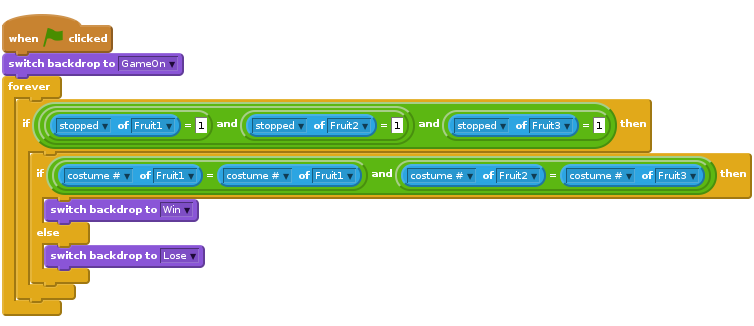 when clicked
switch backdrop to GameOn
forever
if stopped of Fruit1 = 1 and stopped of Fruit2 = 1 and stopped of Fruit3 = 1 then
if costume # of Fruit1 = costume # of Fruit1 and costume # of Fruit2 = costume # of Fruit3 then
switch backdrop to Win
else
switch backdrop to Lose